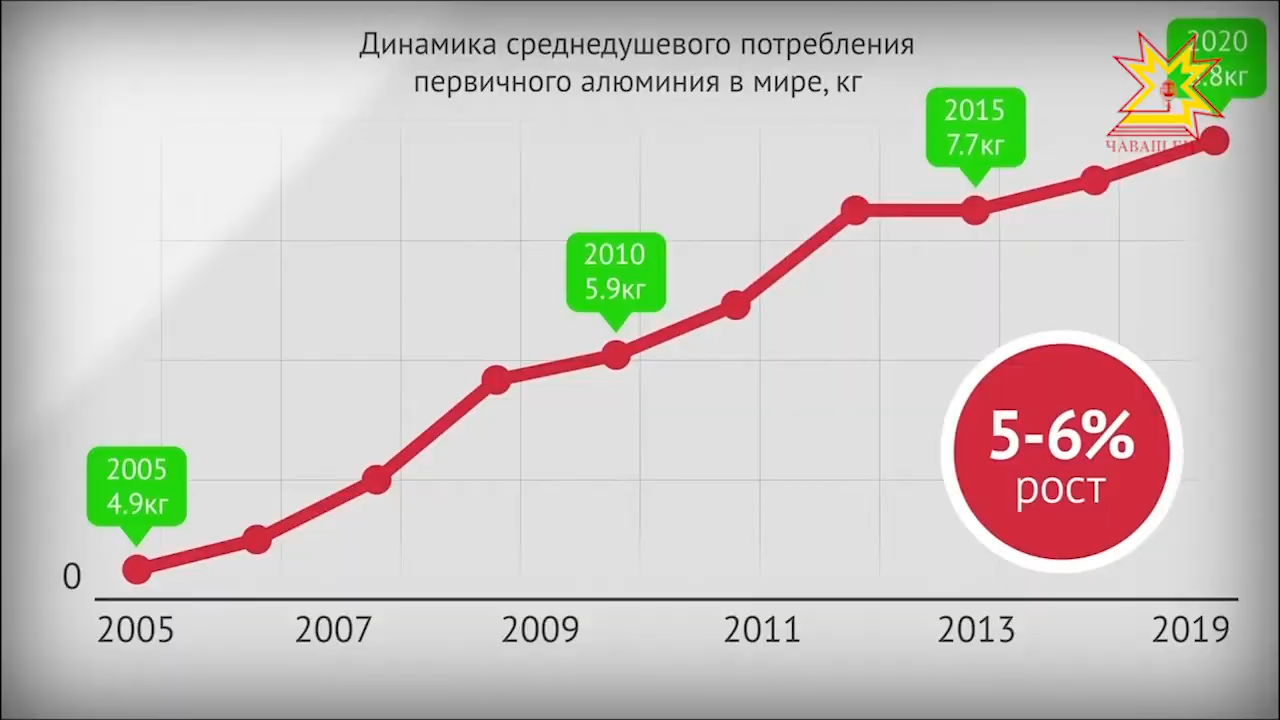 Динамика среднедушевого потребления
первичного алюминия в мире, кг
2020
2015
7.7кг
2010
5.9кг
2005
4.9кг
5-6%
рост
0
2005 2007 2009 2011 2013 2019